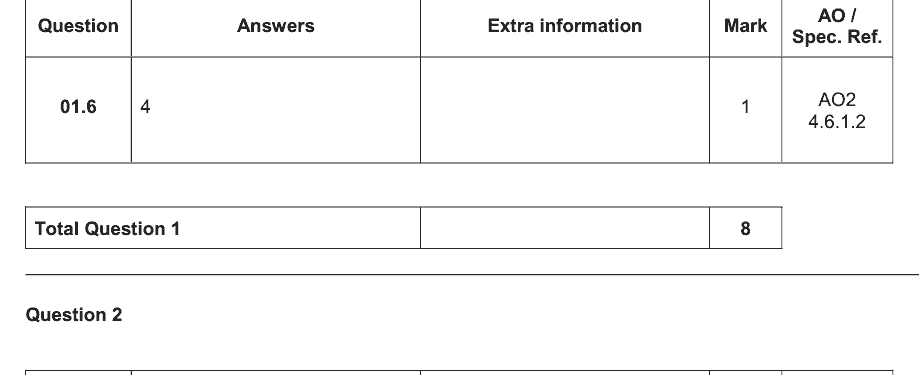 Question Answers Extra information Mark AO /
Spec. Ref.
01.6 4 1 AO2
4.6.1.2
Total Question 1 8
Question 2